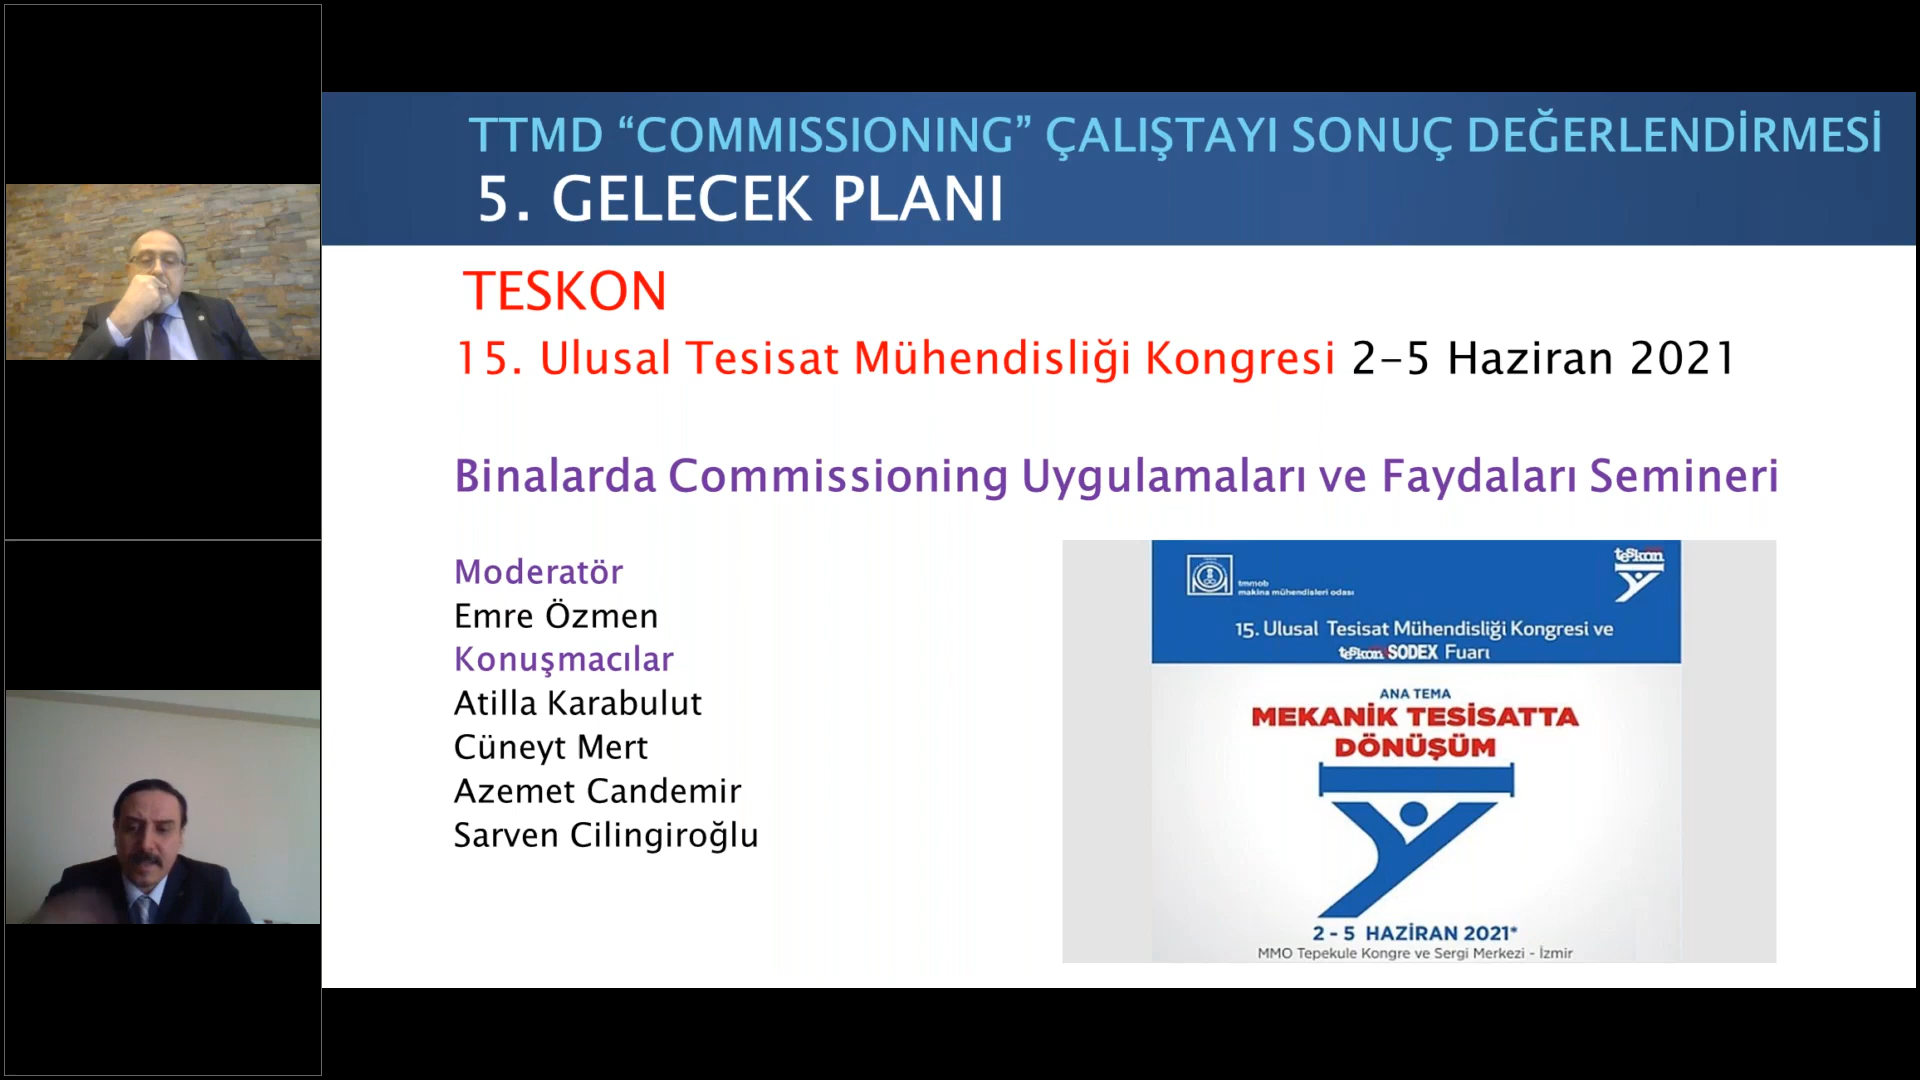 TTMD “COMMISSIONING” ÇALIŞTAYI SONUÇ DEĞERLENDİRMESİ
5. GELECEK PLANI
TESKON
15. Ulusal Tesisat Mühendisliği Kongresi 2-5 Haziran 2021
Binalarda Commissioning Uygulamaları ve Faydaları Semineri
Moderatör
Emre Özmen
Konuşmacılar
Atilla Karabulut
Cüneyt Mert
Azemet Candemir
Sarven Cilingiroğlu
tmmob
makina mühendisleri odası
teskon
15. Ulusal Tesisat Mühendisliği Kongresi ve
teskon SODEX Fuarı
ANA TEMA
MEKANİK TESİSATTA
DÖNÜŞÜM
2 - 5 HAZİRAN 2021*
MMO Tepekule Kongre ve Sergi Merkezi - İzmir